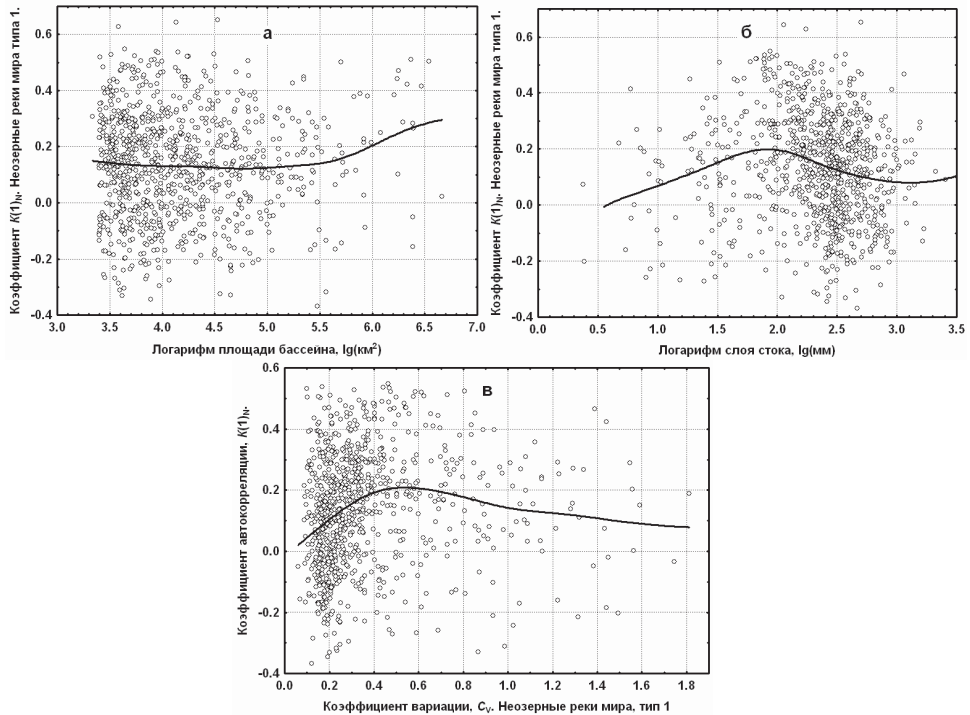 Коэффициент K(1)N. Неозерные реки мира типа 1.
0.6
0.4
0.2
0.0
-0.2
-0.4
а
3.0 3.5 4.0 4.5 5.0 5.5 6.0 6.5 7.0
Логарифм площади бассейна, lg(км2)
Коэффициент K(1)N. Неозерные реки мира типа 1.
0.6
0.4
0.2
0.0
-0.2
-0.4
б
0.0 0.5 1.0 1.5 2.0 2.5 3.0 3.5
Логарифм слоя стока, lg(мм)
Коэффициент автокорреляции, K(1)N.
0.6
0.4
0.2
0.0
-0.2
-0.4
в
0.0 0.2 0.4 0.6 0.8 1.0 1.2 1.4 1.6 1.8
Коэффициент вариации, CV. Неозерные реки мира, тип 1